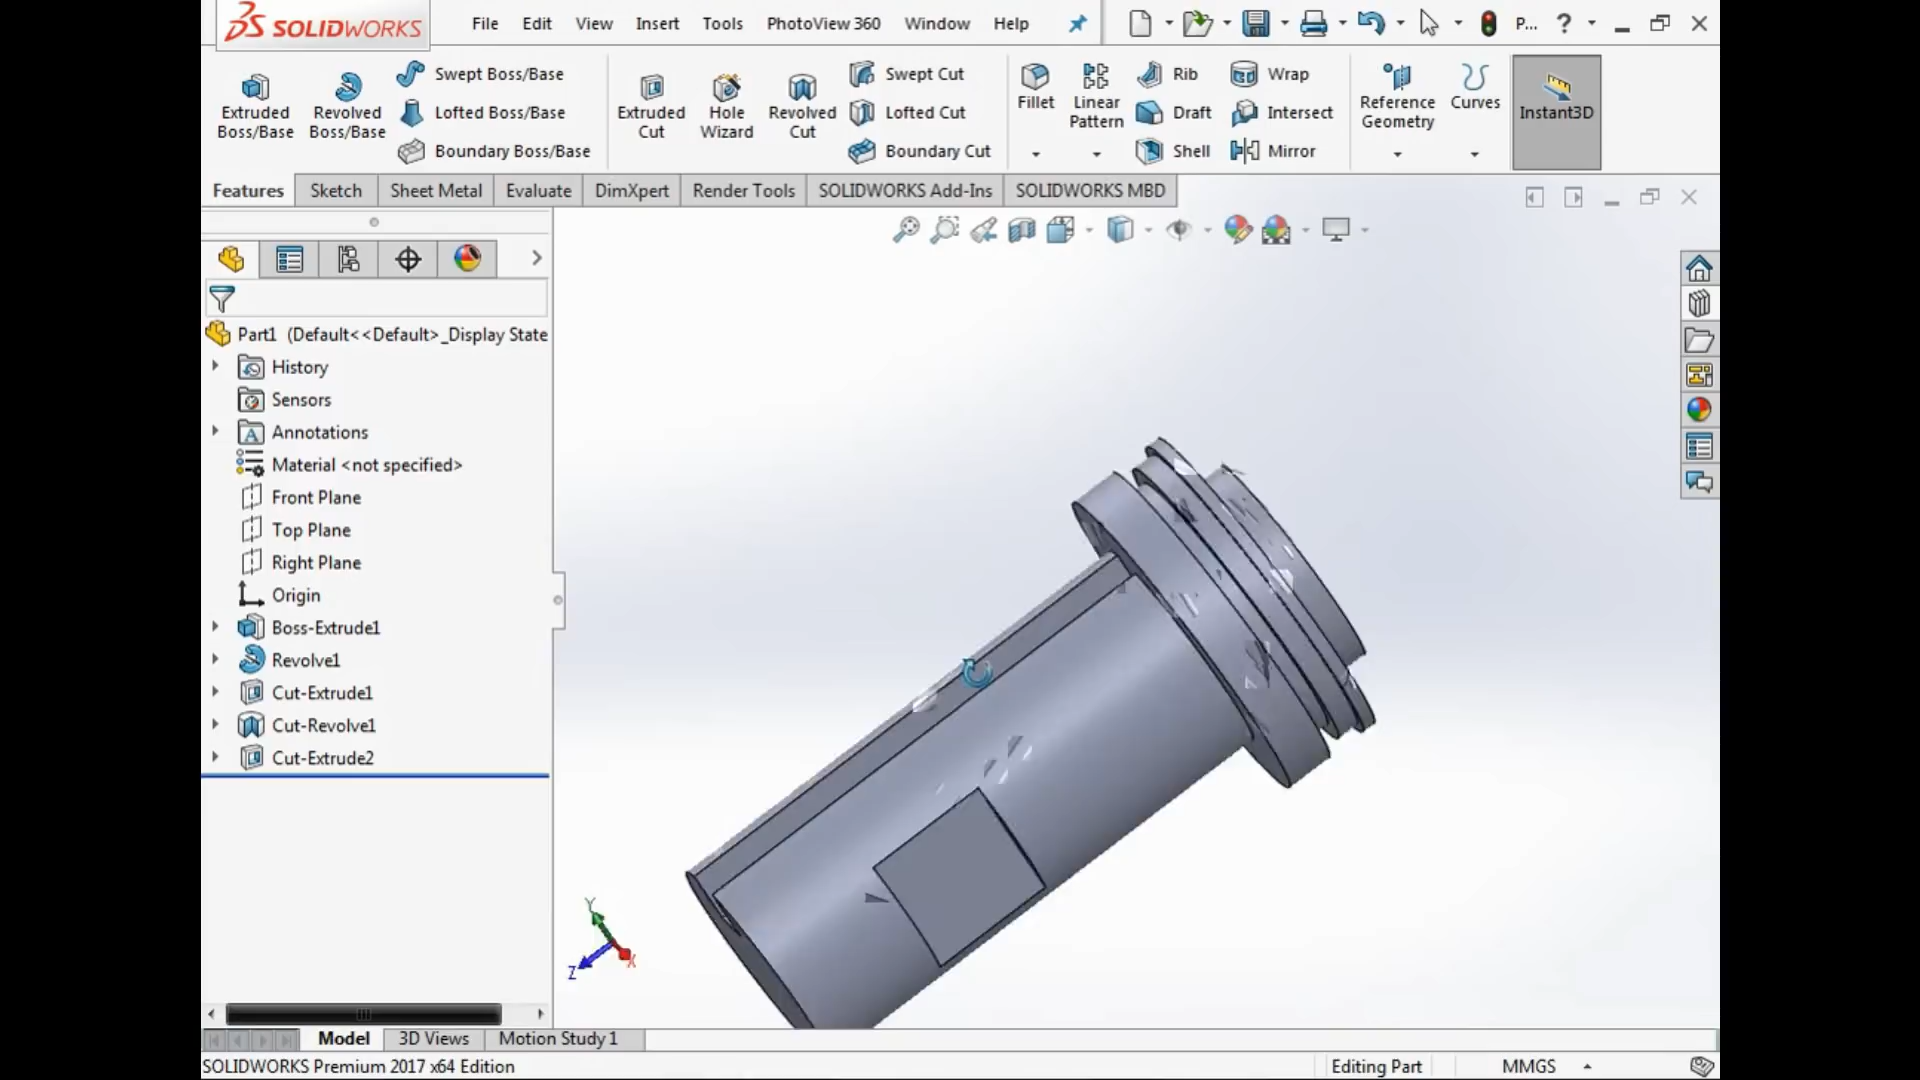 SOLIDWORKS File Edit View Insert Tools PhotoView 360 Window Help P... ?
Extruded Boss/Base
Revolved Boss/Base
Swept Boss/Base
Lofted Boss/Base
Boundary Boss/Base
Extruded Cut
Hole Wizard
Revolved Cut
Swept Cut
Lofted Cut
Boundary Cut
Fillet
Linear Pattern
Rib
Draft
Shell
Wrap
Intersect
Mirror
Reference Geometry
Curves
Instant3D
Features Sketch Sheet Metal Evaluate DimXpert Render Tools SOLIDWORKS Add-Ins SOLIDWORKS MBD
Part1 (Default<<Default>_Display State
History
Sensors
Annotations
Material <not specified>
Front Plane
Top Plane
Right Plane
Origin
Boss-Extrude1
Revolve1
Cut-Extrude1
Cut-Revolve1
Cut-Extrude2
Y
Z
X
Model 3D Views Motion Study 1
SOLIDWORKS Premium 2017 x64 Edition Editing Part MMGS